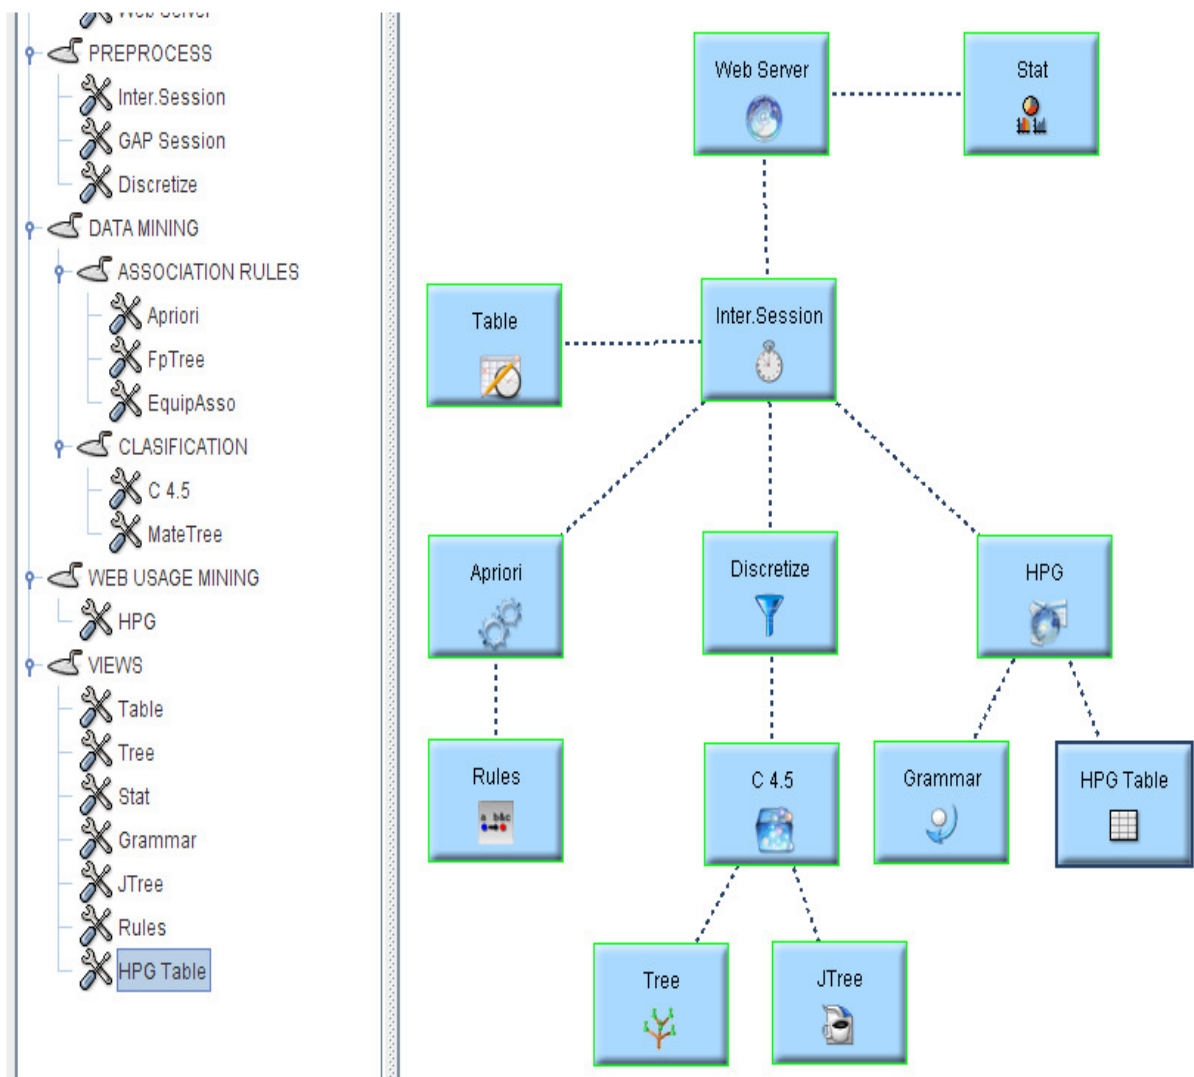 Web Server
PREPROCESS
Inter.Session
GAP Session
Discretize
DATA MINING
ASSOCIATION RULES
Apriori
FpTree
EquipAsso
CLASIFICATION
C 4.5
MateTree
WEB USAGE MINING
HPG
VIEWS
Table
Tree
Stat
Grammar
JTree
Rules
HPG Table
Web Server
Stat
Table
Inter.Session
Apriori
Discretize
HPG
Rules
a b&c
C 4.5
Grammar
HPG Table
Tree
JTree